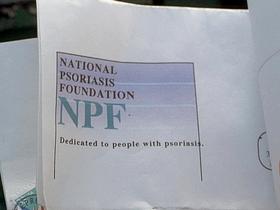 NATIONAL
PSORIASIS
FOUNDATION
NPF
Dedicated to people with psoriasis.